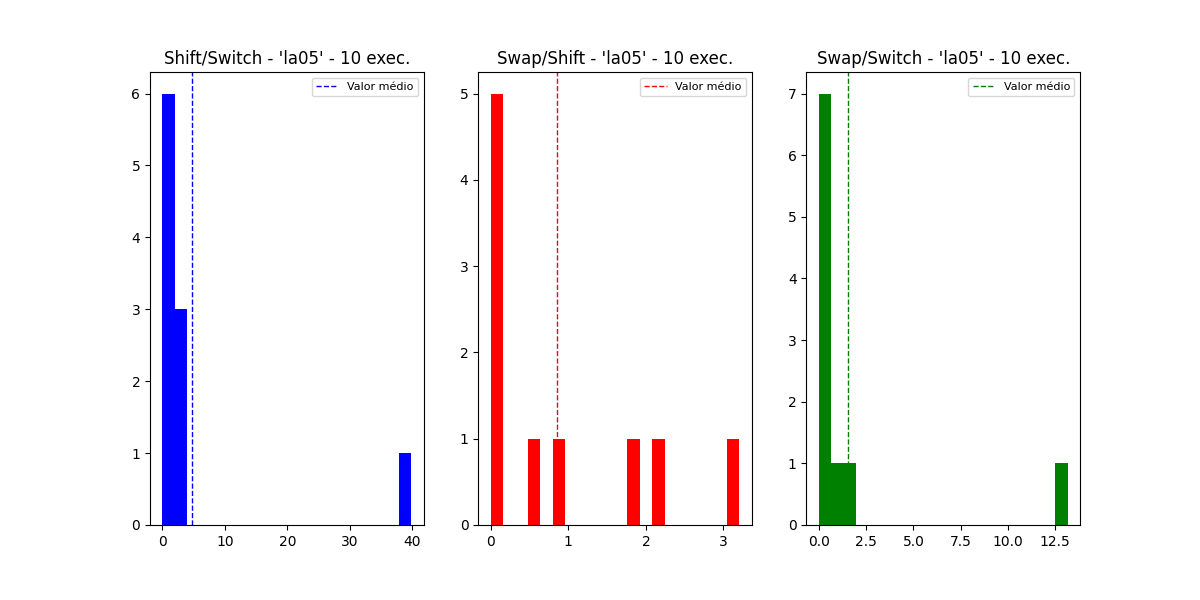 Shift/Switch - 'la05' - 10 exec.
Valor médio
6
5
4
3
2
1
0
0 10 20 30 40
Swap/Shift - 'la05' - 10 exec.
Valor médio
5
4
3
2
1
0
0 1 2 3
Swap/Switch - 'la05' - 10 exec.
Valor médio
7
6
5
4
3
2
1
0
0.0 2.5 5.0 7.5 10.0 12.5